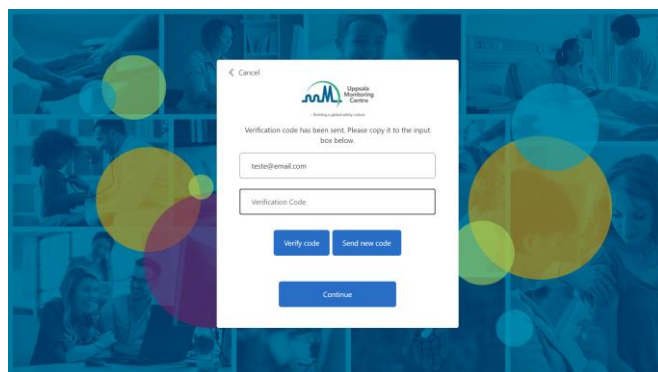 Cancel
Uppsala
Monitoring
Centre
Verification code has been sent. Please copy it to the input
box below.
teste@email.com
Verification Code
Verify code
Send new code
Continue